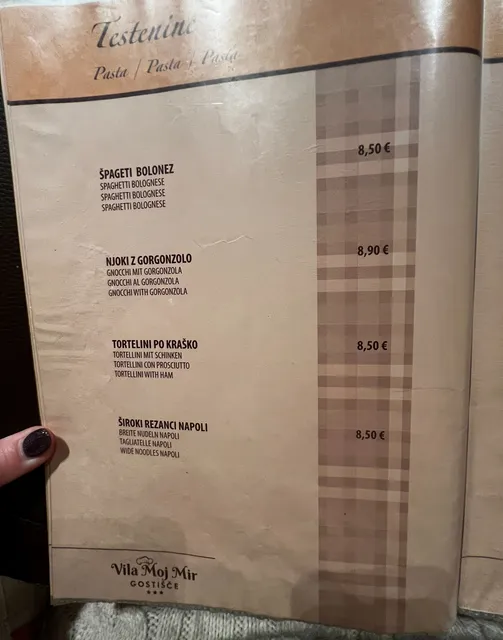 Testenine
Pasta / Pasta / Pasta
ŠPAGETI BOLONEZ 8,50 €
SPAGHETTI BOLOGNESE
SPAGHETTI BOLOGNESE
SPAGHETTI BOLOGNESE
NJOKI Z GORGONZOLO 8,90 €
GNOCCHI MIT GORGONZOLA
GNOCCHI AL GORGONZOLA
GNOCCHI WITH GORGONZOLA
TORTELINI PO KRAŠKO 8,50 €
TORTELLINI MIT SCHINKEN
TORTELLINI CON PROSCIUTTO
TORTELLINI WITH HAM
ŠIROKI REZANCI NAPOLI 8,50 €
BREITE NUDELN NAPOLI
TAGLIATELLE NAPOLI
WIDE NOODLES NAPOLI
Vila Moj Mir
GOSTIŠČE